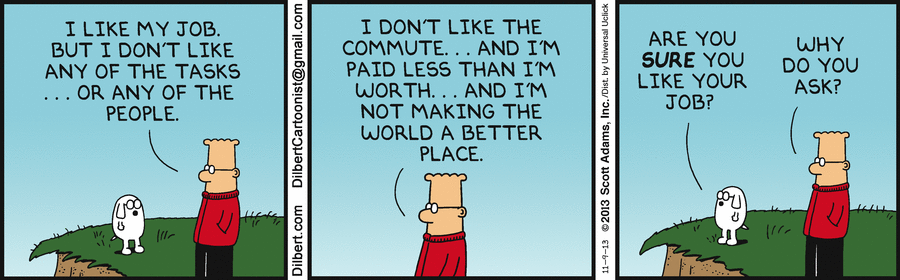 I LIKE MY JOB.
BUT I DON'T LIKE
ANY OF THE TASKS
...OR ANY OF THE
PEOPLE.
DilbertCartoonist@gmail.com
Dilbert.com
I DON'T LIKE THE
COMMUTE...AND I'M
PAID LESS THAN I'M
WORTH...AND I'M
NOT MAKING THE
WORLD A BETTER
PLACE.
11-9-13 ©2013 Scott Adams, Inc./Dist. by Universal Uclick
ARE YOU
SURE YOU
LIKE YOUR
JOB?
WHY
DO YOU
ASK?